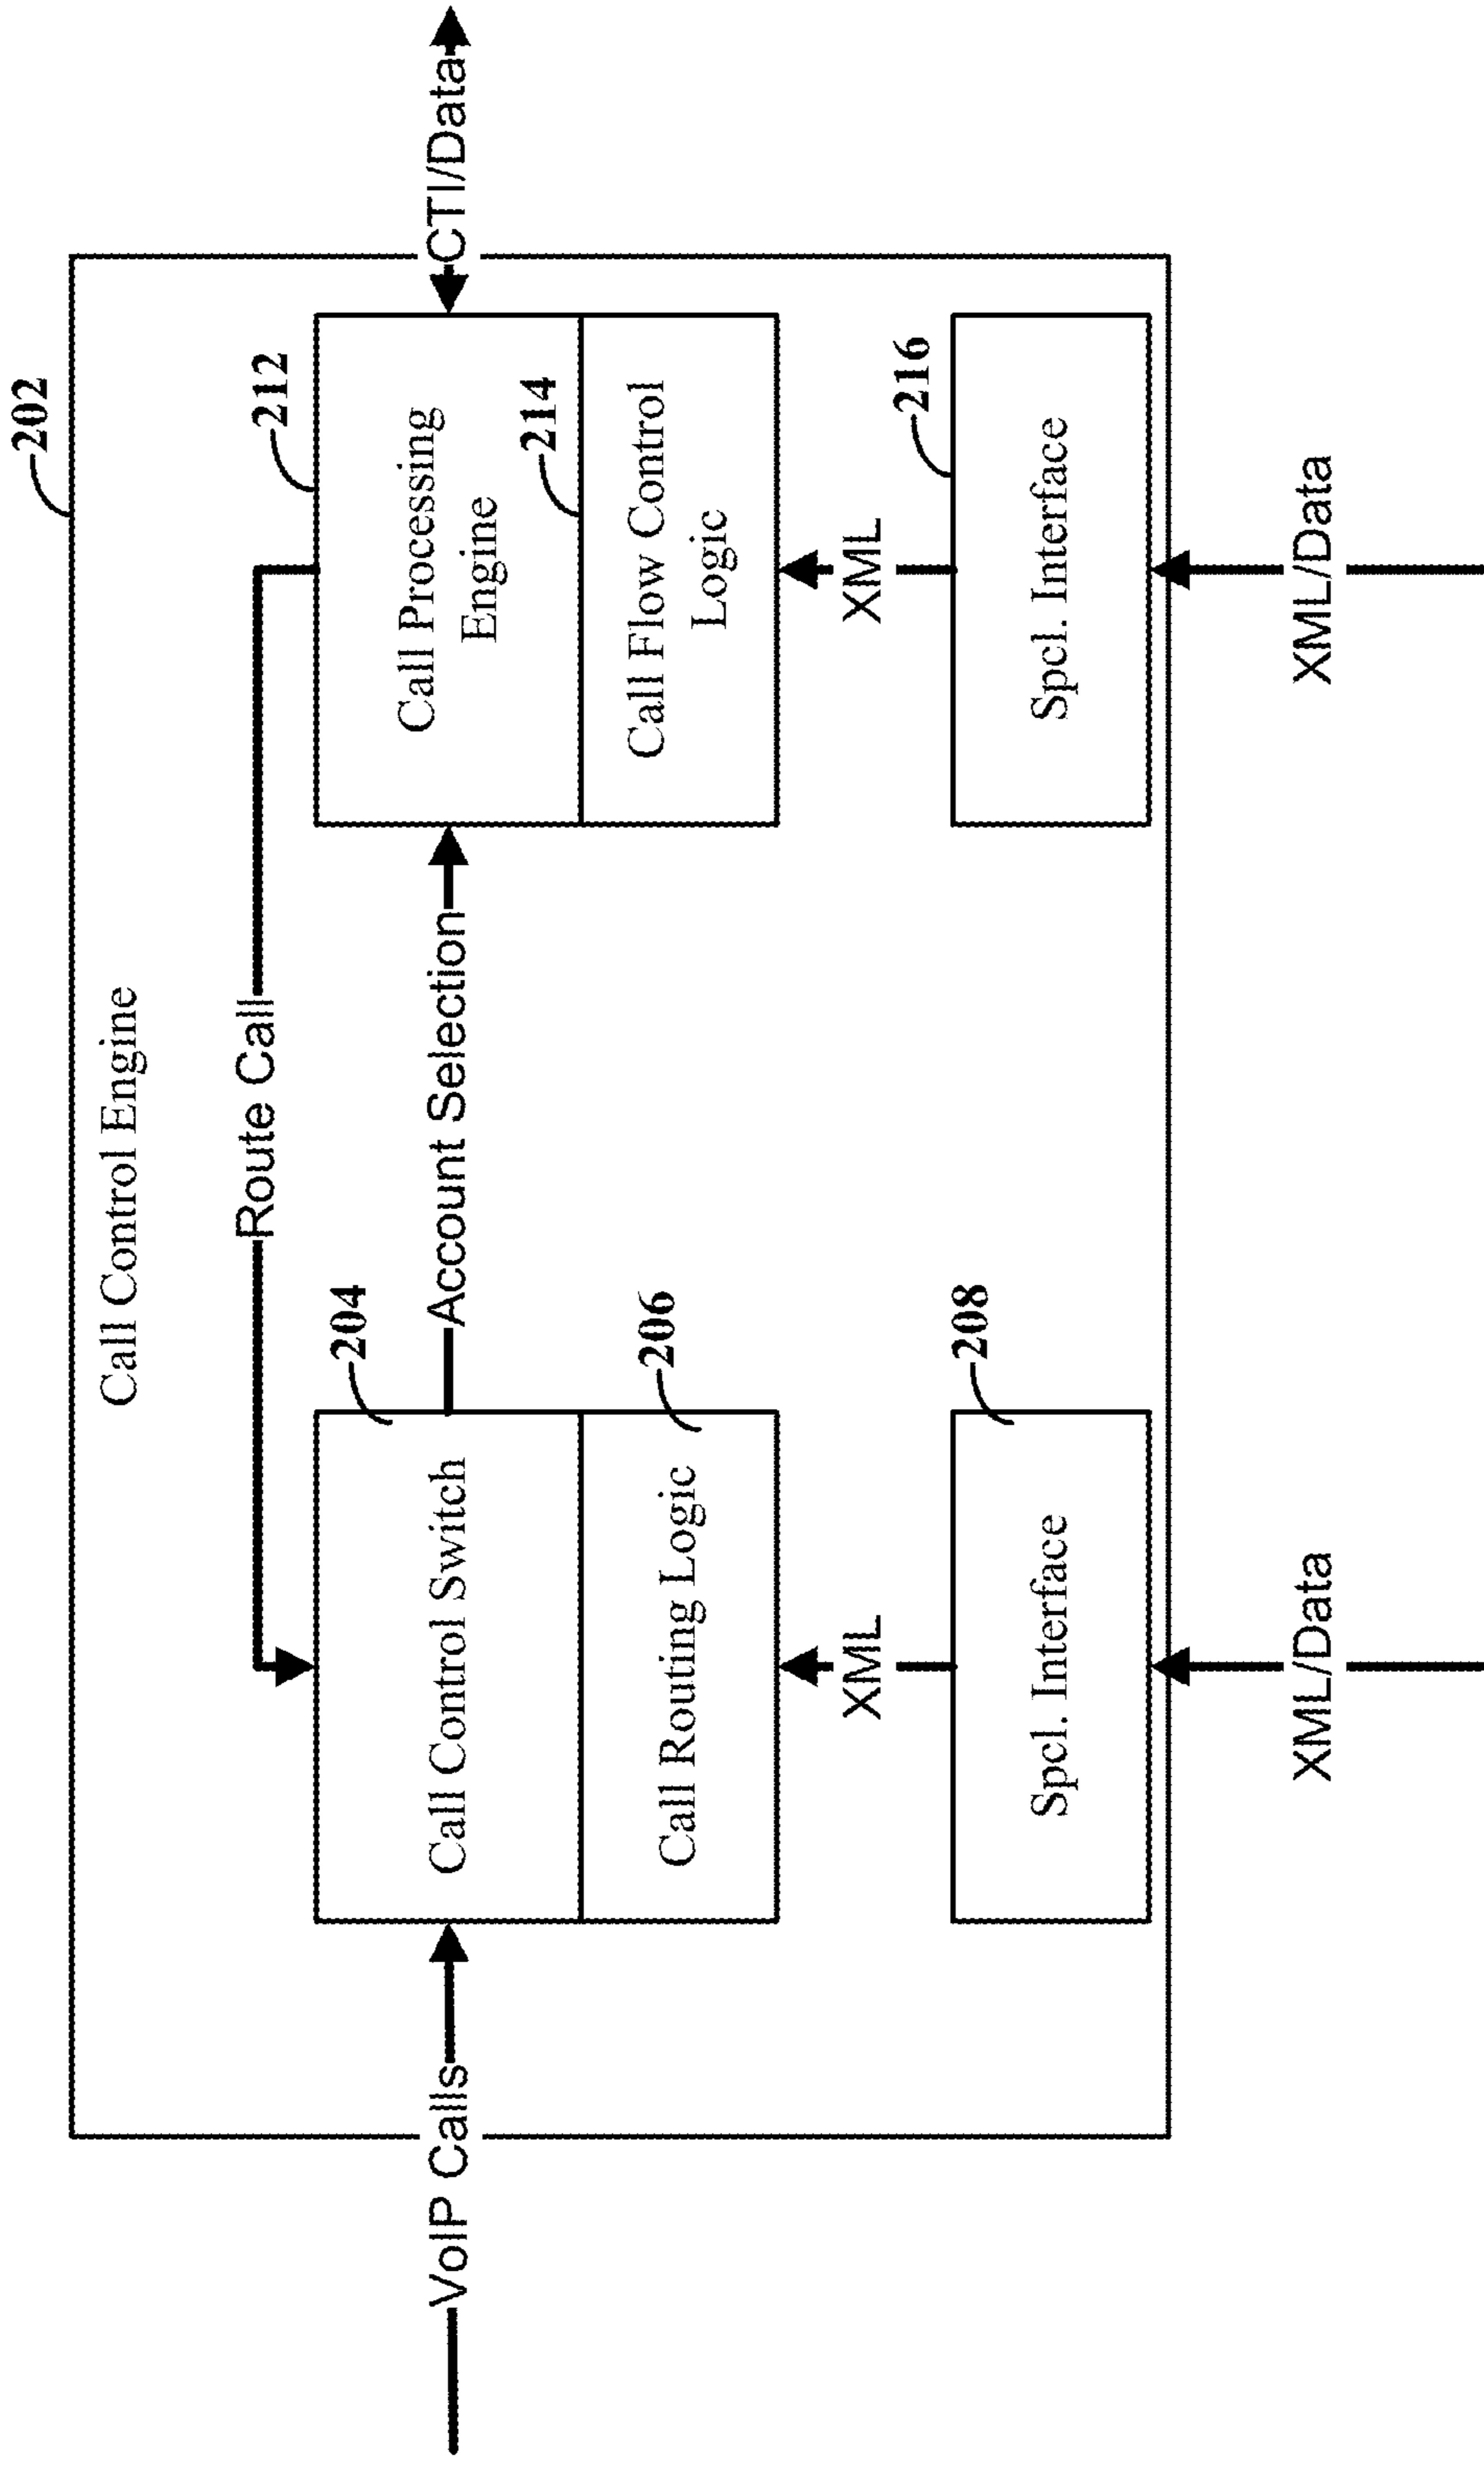 202
Call Control Engine
Route Call
212
204
VoIP Calls
Call Control Switch
Account Selection
Call Processing
Engine
CTI/Data
214
206
Call Routing Logic
Call Flow Control
Logic
XML
XML
208
216
Spcl. Interface
Spcl. Interface
XML/Data
XML/Data